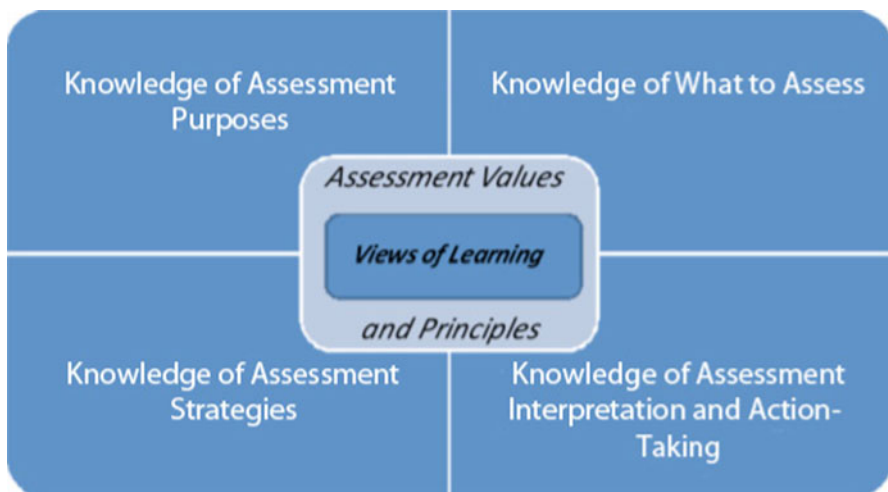 Knowledge of Assessment
Purposes
Knowledge of What to Assess
Assessment Values
Views of Learning
and Principles
Knowledge of Assessment
Strategies
Knowledge of Assessment
Interpretation and Action-
Taking